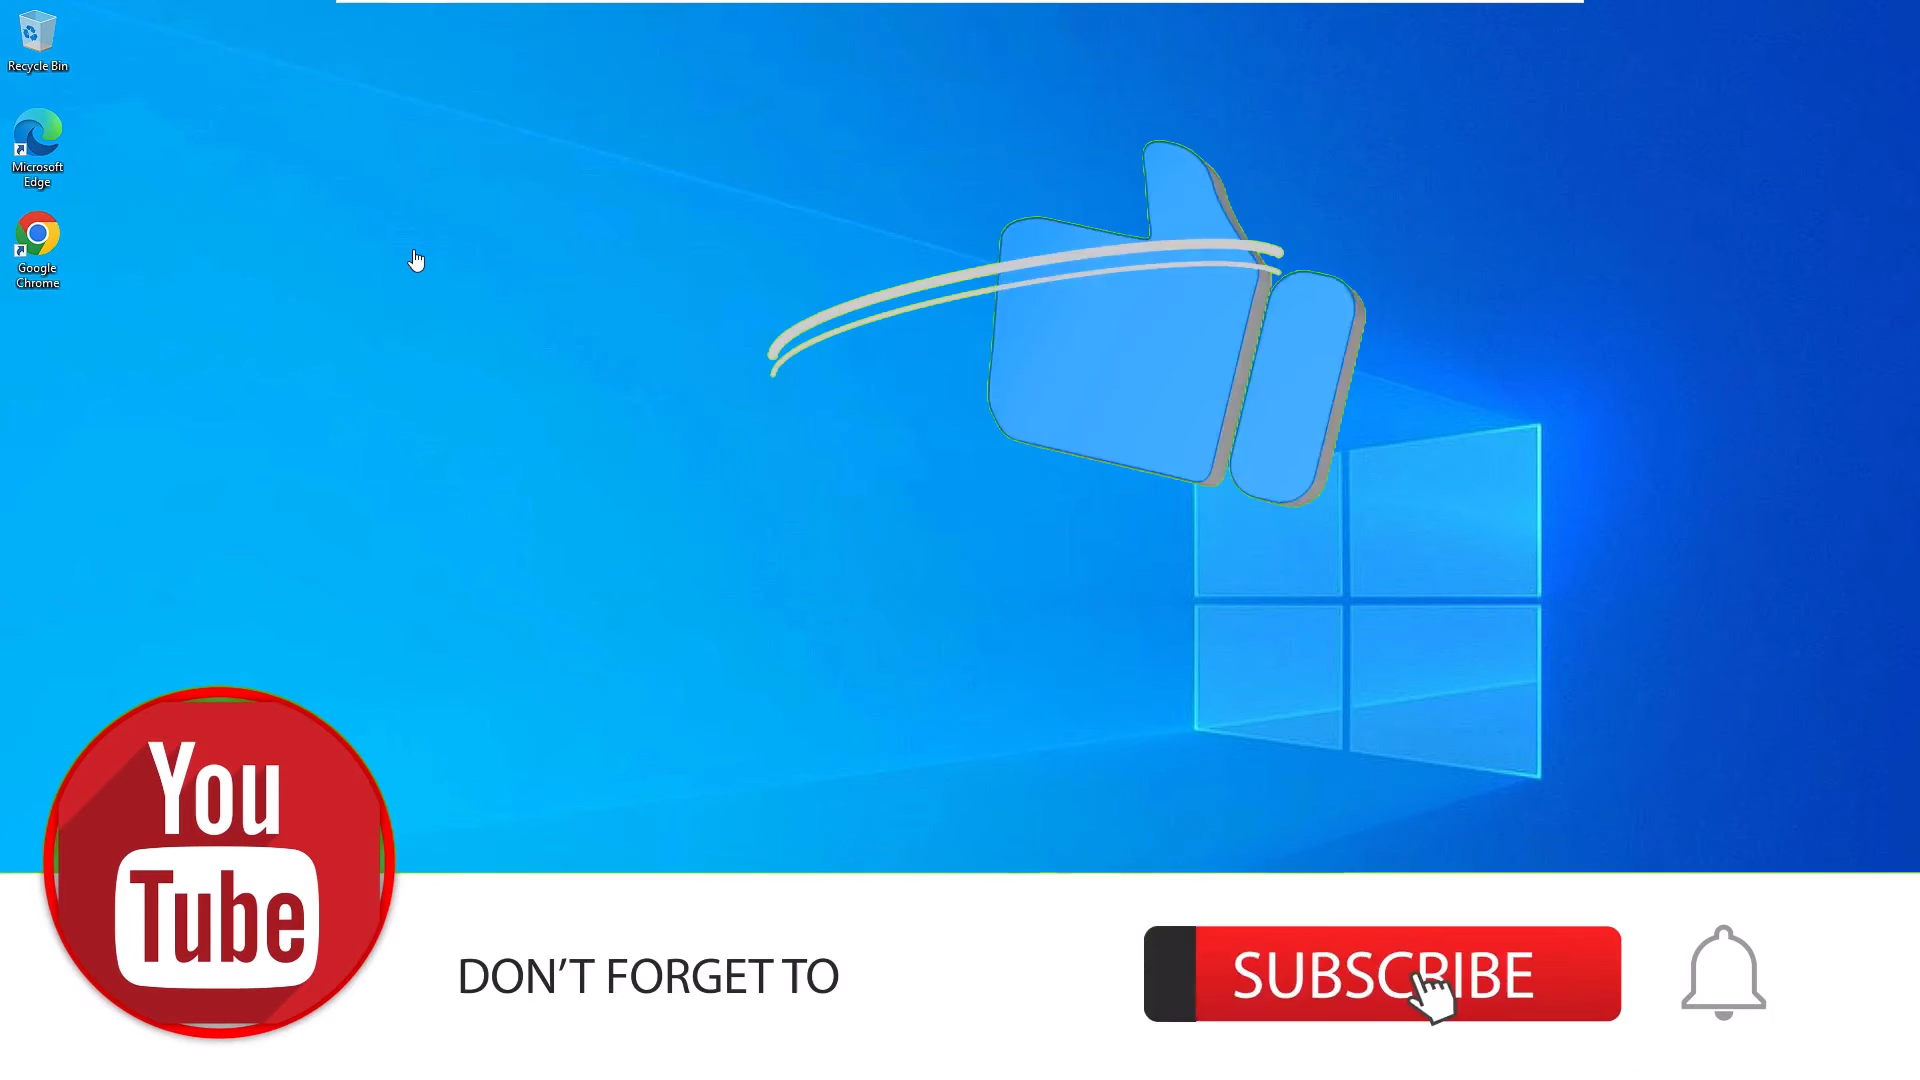 Recycle Bin
Microsoft
Edge
Google
Chrome
You
Tube
DON'T FORGET TO
SUBSCRIBE